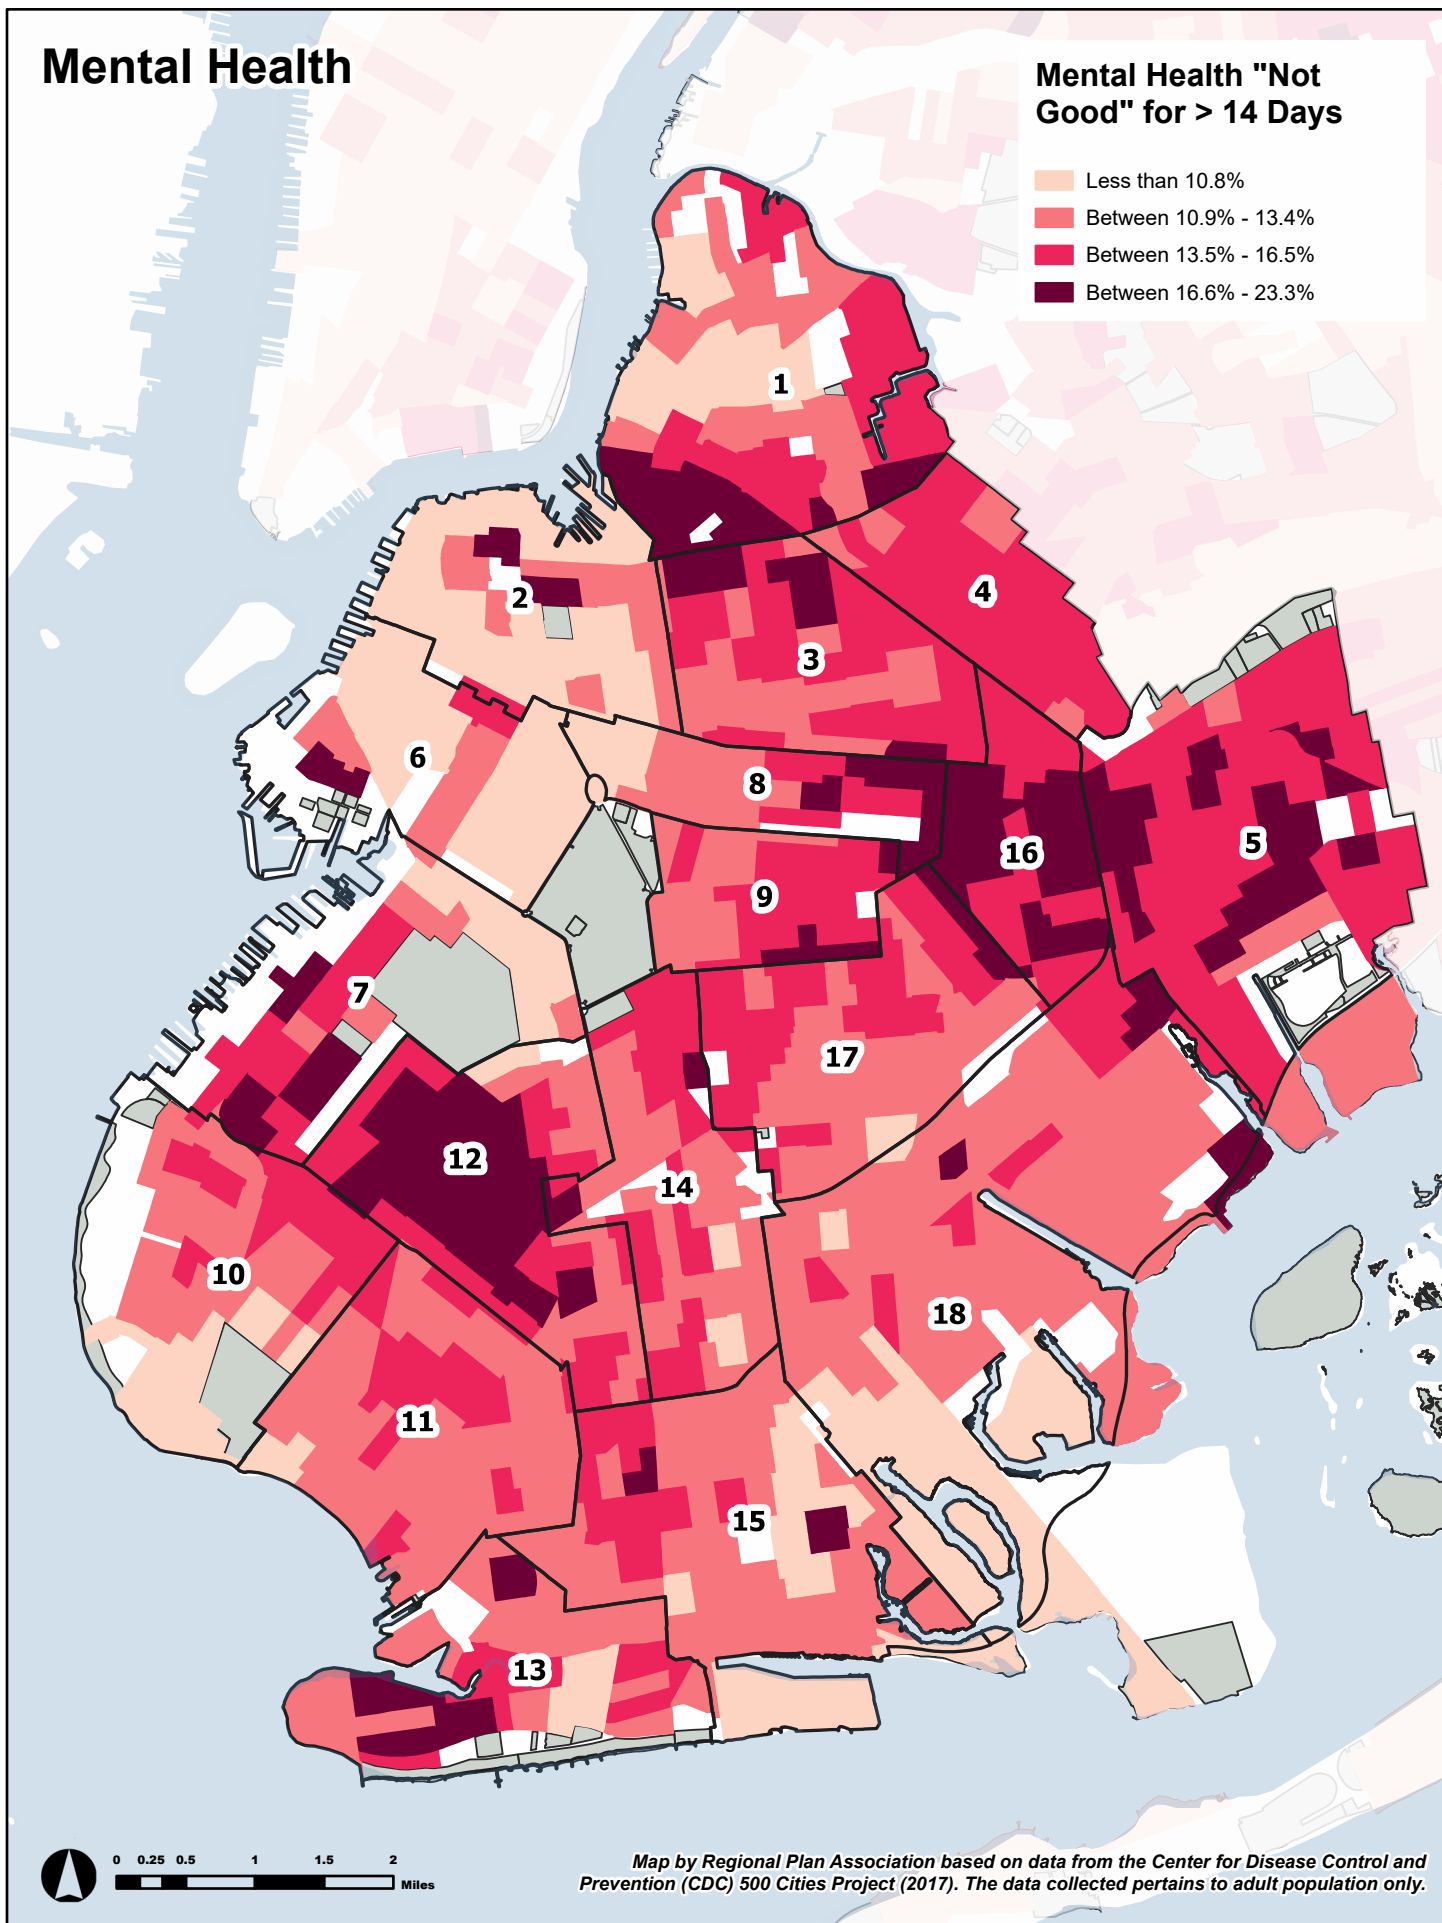 Mental Health
Mental Health "Not
Good" for > 14 Days
Less than 10.8%
Between 10.9% - 13.4%
Between 13.5% - 16.5%
Between 16.6% - 23.3%
1
2
4
3
6
8
5
16
9
7
17
12
14
10
18
11
15
13
0 0.25 0.5 1 1.5 2
Miles
Map by Regional Plan Association based on data from the Center for Disease Control and
Prevention (CDC) 500 Cities Project (2017). The data collected pertains to adult population only.